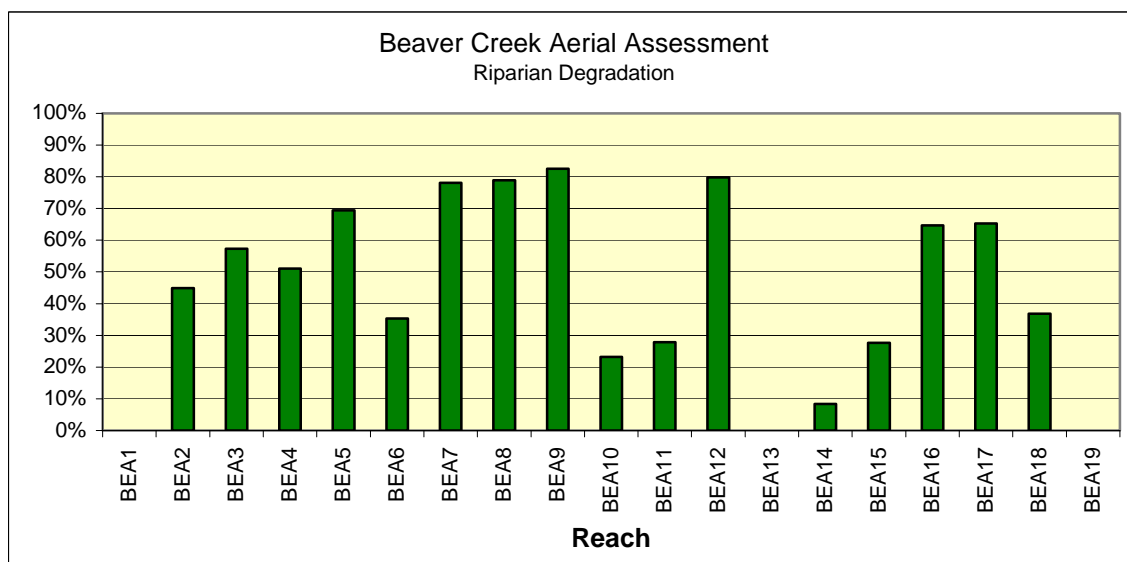 Beaver Creek Aerial Assessment
Riparian Degradation
100%
90%
80%
70%
60%
50%
40%
30%
20%
10%
0%
BEA1
BEA2
BEA3
BEA4
BEA5
BEA6
BEA7
BEA8
BEA9
BEA10
BEA11
BEA12
BEA13
BEA14
BEA15
BEA16
BEA17
BEA18
BEA19
Reach